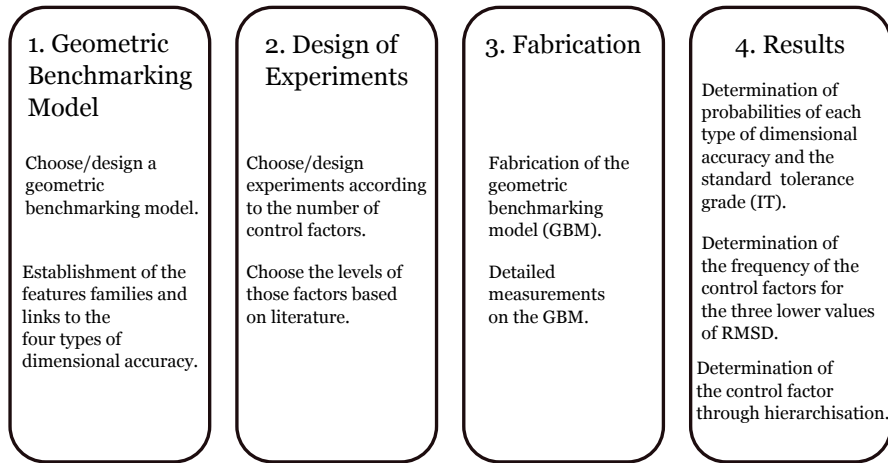 1. Geometric
Benchmarking
Model
Choose/design a
geometric
benchmarking model.
Establishment of the
features families and
links to the
four types of
dimensional accuracy.
2. Design of
Experiments
Choose/design
experiments according
to the number of
control factors.
Choose the levels of
those factors based
on literature.
3. Fabrication
Fabrication of the
geometric
benchmarking
model (GBM).
Detailed
measurements
on the GBM.
4. Results
Determination of
probabilities of each
type of dimensional
accuracy and the
standard tolerance
grade (IT).
Determination of
the frequency of the
control factors for
the three lower values
of RMSD.
Determination of
the control factor
through hierarchisation.